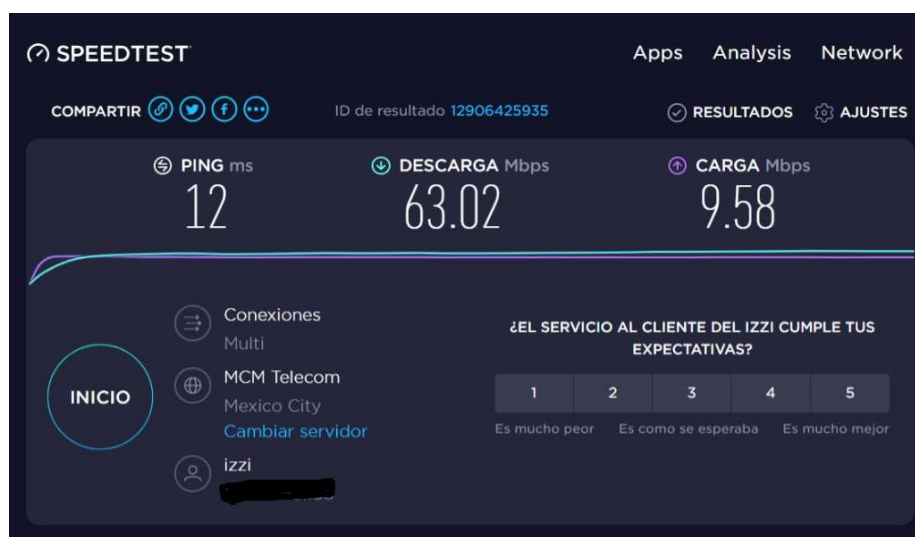 SPEEDTEST
Apps Analysis Network
COMPARTIR
ID de resultado 12906425935
RESULTADOS
AJUSTES
PING ms
12
DESCARGA Mbps
63.02
CARGA Mbps
9.58
INICIO
Conexiones
Multi
MCM Telecom
Mexico City
Cambiar servidor
izzi
¿EL SERVICIO AL CLIENTE DEL IZZI CUMPLE TUS
EXPECTATIVAS?
1 2 3 4 5
Es mucho peor Es como se esperaba Es mucho mejor